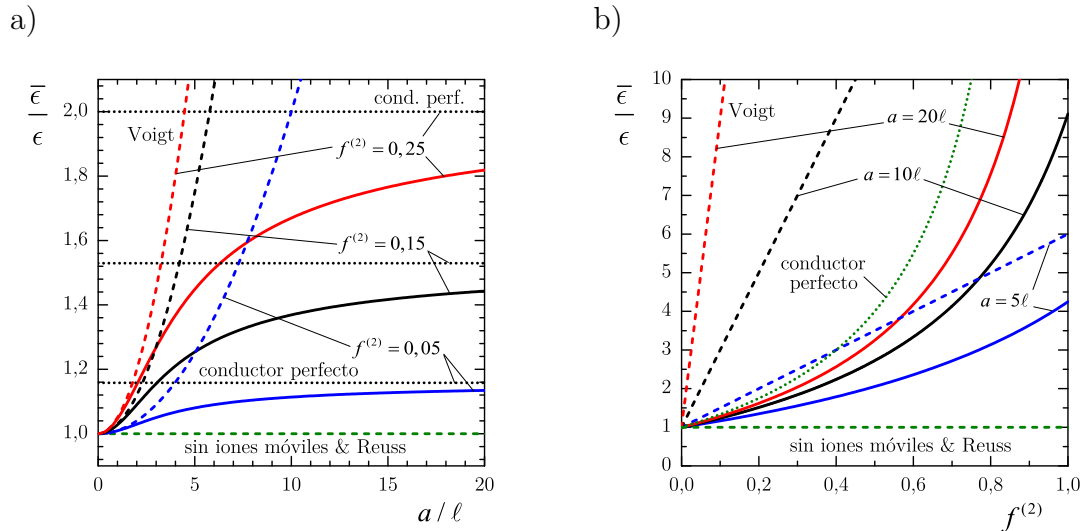 a)
ε̅
ϵ
2,0
1,8
1,6
1,4
1,2
1,0
cond. perf.
Voigt
f⁽²⁾ = 0,25
f⁽²⁾ = 0,15
f⁽²⁾ = 0,05
conductor perfecto
sin iones móviles & Reuss
0 5 10 15 20
a / ℓ
b)
ε̅
ϵ
10
9
8
7
6
5
4
3
2
1
0
Voigt
a = 20ℓ
a = 10ℓ
conductor
perfecto
a = 5ℓ
sin iones móviles & Reuss
0,0 0,2 0,4 0,6 0,8 1,0
f⁽²⁾